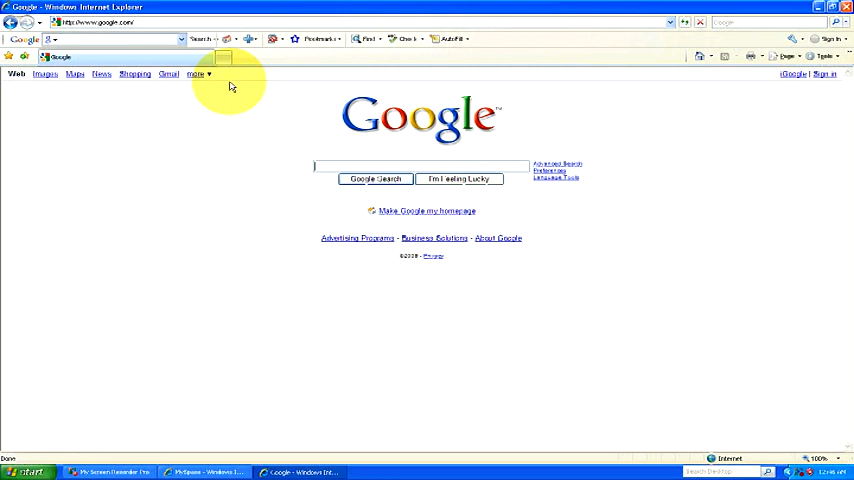 Google - Windows Internet Explorer
http://www.google.com/
Google
Google
Search
Bookmarks
Find
Check
AutoFill
Sign In
Google
Page
Tools
Web Images Maps News Shopping Gmail more ▼
iGoogle | Sign in
Google™
Advanced Search
Preferences
Language Tools
Google Search
I'm Feeling Lucky
Make Google my homepage
Advertising Programs - Business Solutions - About Google
©2008 - Privacy
Done
Internet
100%
start
My Screen Recorder Pro
MySpace - Windows I...
Google - Windows Int...
Search Desktop